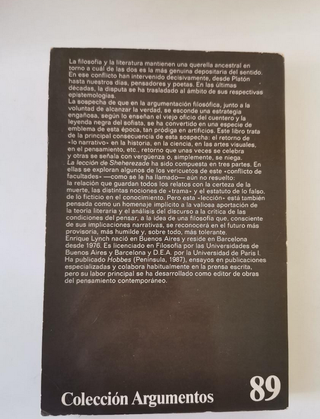 La filosofía y la literatura mantienen una querella ancestral en
torno a cuál de las dos es la más genuina depositaria del sentido.
En ese conflicto han intervenido decisivamente, desde Platón
hasta nuestros días, pensadores y poetas. En las últimas
décadas, la disputa se ha trasladado al ámbito de sus respectivas
epistemologías.
La sospecha de que en la argumentación filosófica, junto a la
voluntad de alcanzar la verdad, se esconde una estrategia
engañosa, según lo enseñan el viejo oficio del cuentero y la
leyenda negra del sofista, se ha convertido en una especie de
emblema de esta época, tan pródiga en artificios. Este libro trata
de la principal consecuencia de esta sospecha: el retorno de
«lo narrativo» en la historia, en la ciencia, en las artes visuales,
en el pensamiento, etc., retorno que unas veces se celebra
y otras se señala con vergüenza o, simplemente, se niega.
La lección de Sheherezade ha sido compuesta en tres partes. En
ellas se exploran algunos de los vericuetos de este «conflicto de
facultades» —como se le ha llamado— aún no resuelto:
la relación que guardan todos los relatos con la certeza de la
muerte, las distintas nociones de «trama» y el estatuto de lo falso,
de lo ficticio en el conocimiento. Pero esta «lección» está también
pensada como un homenaje implícito a la valiosa aportación de
la teoría literaria y el análisis del discurso a la crítica de las
condiciones del pensar, a la idea de una filosofía que, consciente
de sus implicaciones narrativas, se reconocerá en el futuro más
provisoria, más humilde y, sobre todo, más tolerante.
Enrique Lynch nació en Buenos Aires y reside en Barcelona
desde 1976. Es licenciado en Filosofía por las Universidades de
Buenos Aires y Barcelona y D.E.A. por la Universidad de París I.
Ha publicado Hobbes (Península, 1987), ensayos en publicaciones
especializadas y colabora habitualmente en la prensa escrita,
pero su labor principal se ha desarrollado como editor de obras
del pensamiento contemporáneo.
Colección Argumentos 89